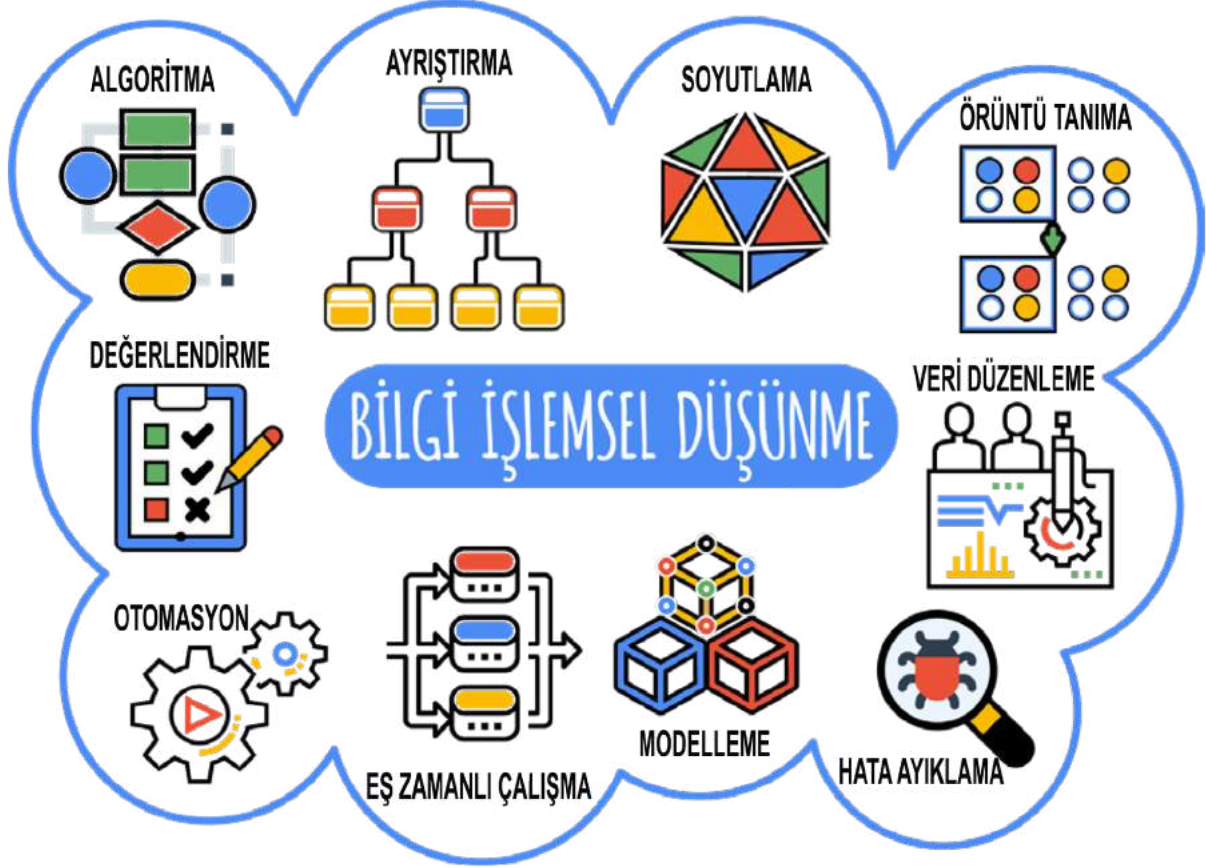 ALGORİTMA
AYRIŞTIRMA
SOYUTLAMA
ÖRÜNTÜ TANIMA
DEĞERLENDİRME
BİLGİ İŞLEMSEL DÜŞÜNME
VERİ DÜZENLEME
OTOMASYON
EŞ ZAMANLI ÇALIŞMA
MODELLEME
HATA AYIKLAMA